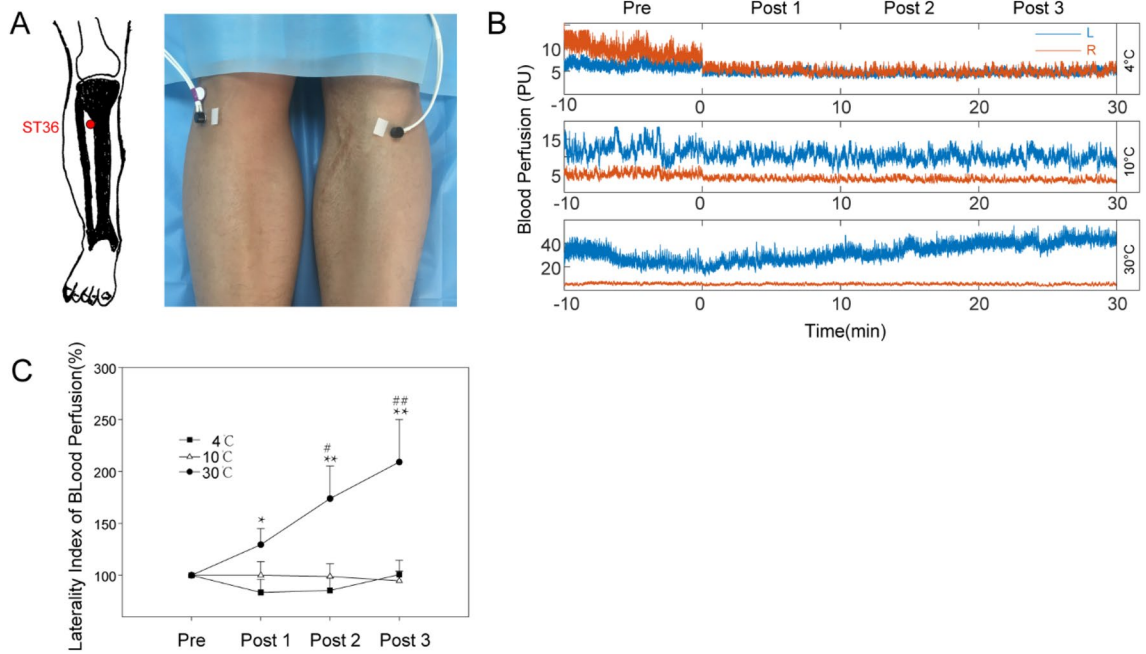 A
ST36
B
Pre Post 1 Post 2 Post 3
Blood Perfusion (PU)
10
5
L
R
4°C
-10 0 10 20 30
15
5
10°C
-10 0 10 20 30
40
20
30°C
-10 0 10 20 30
Time(min)
C
Laterality Index of BLood Perfusion(%)
300
250
200
150
100
4 C
10 C
30 C
*
#
**
##
**
Pre Post 1 Post 2 Post 3